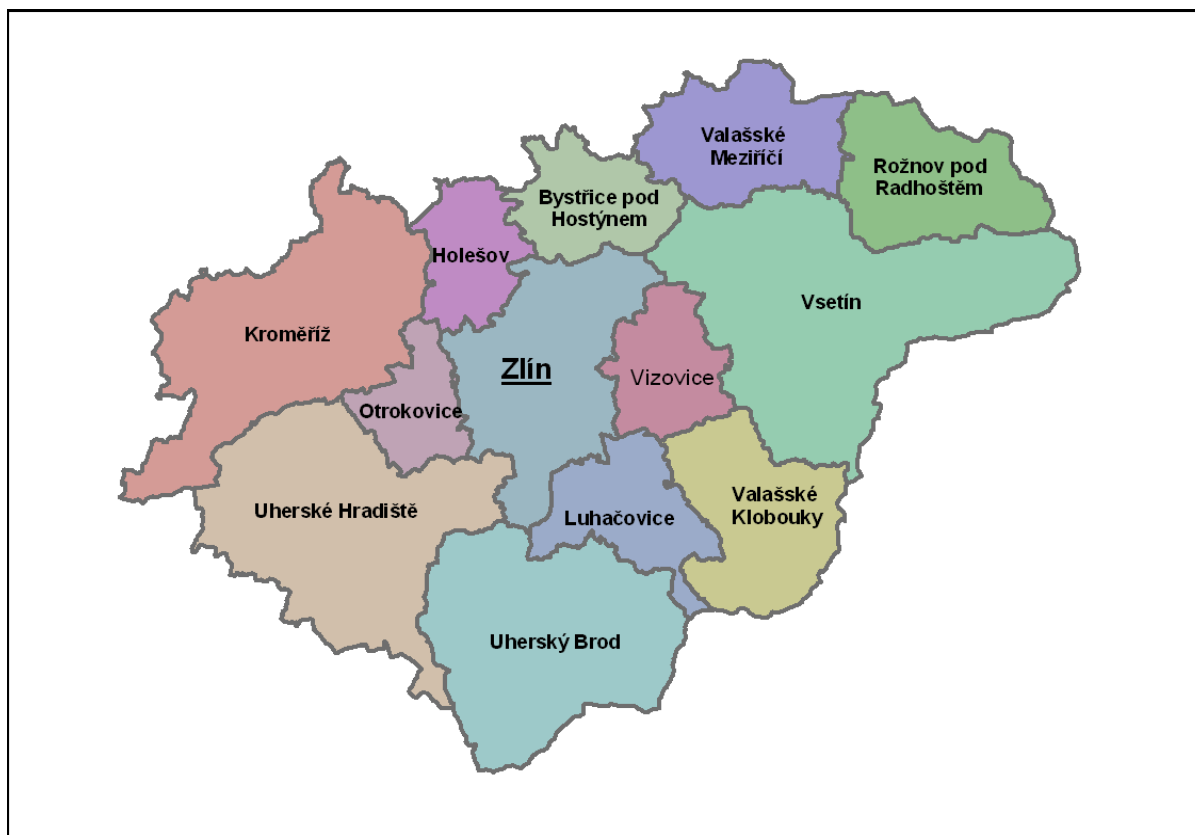 Valašské
Meziříčí
Rožnov pod
Radhoštěm
Bystřice pod
Hostýnem
Holešov
Vsetín
Kroměříž
Zlín
Vizovice
Otrokovice
Valašské
Klobouky
Uherské Hradiště
Luhačovice
Uherský Brod